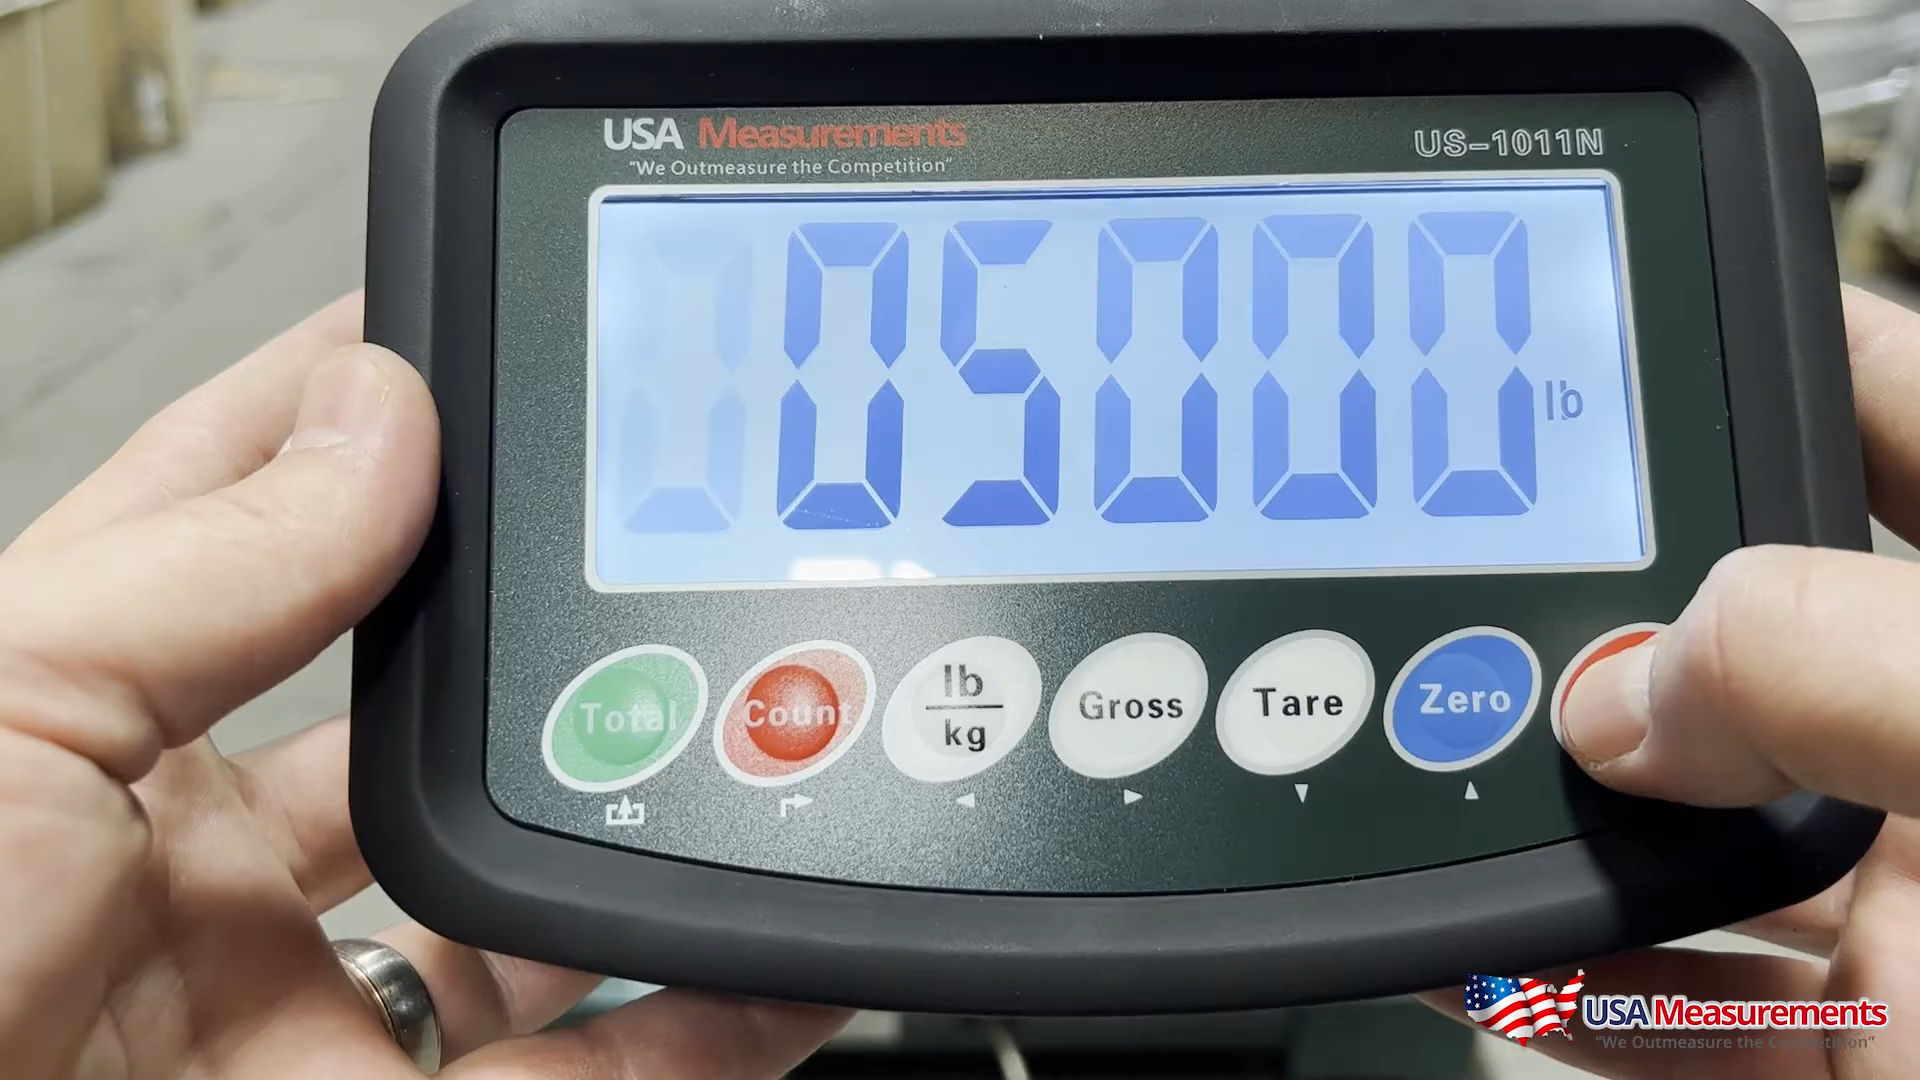 USA Measurements
"We Outmeasure the Competition"
US-1011N
05000 lb
Total
Count
lb
kg
Gross
Tare
Zero
USA Measurements
"We Outmeasure the Competition"